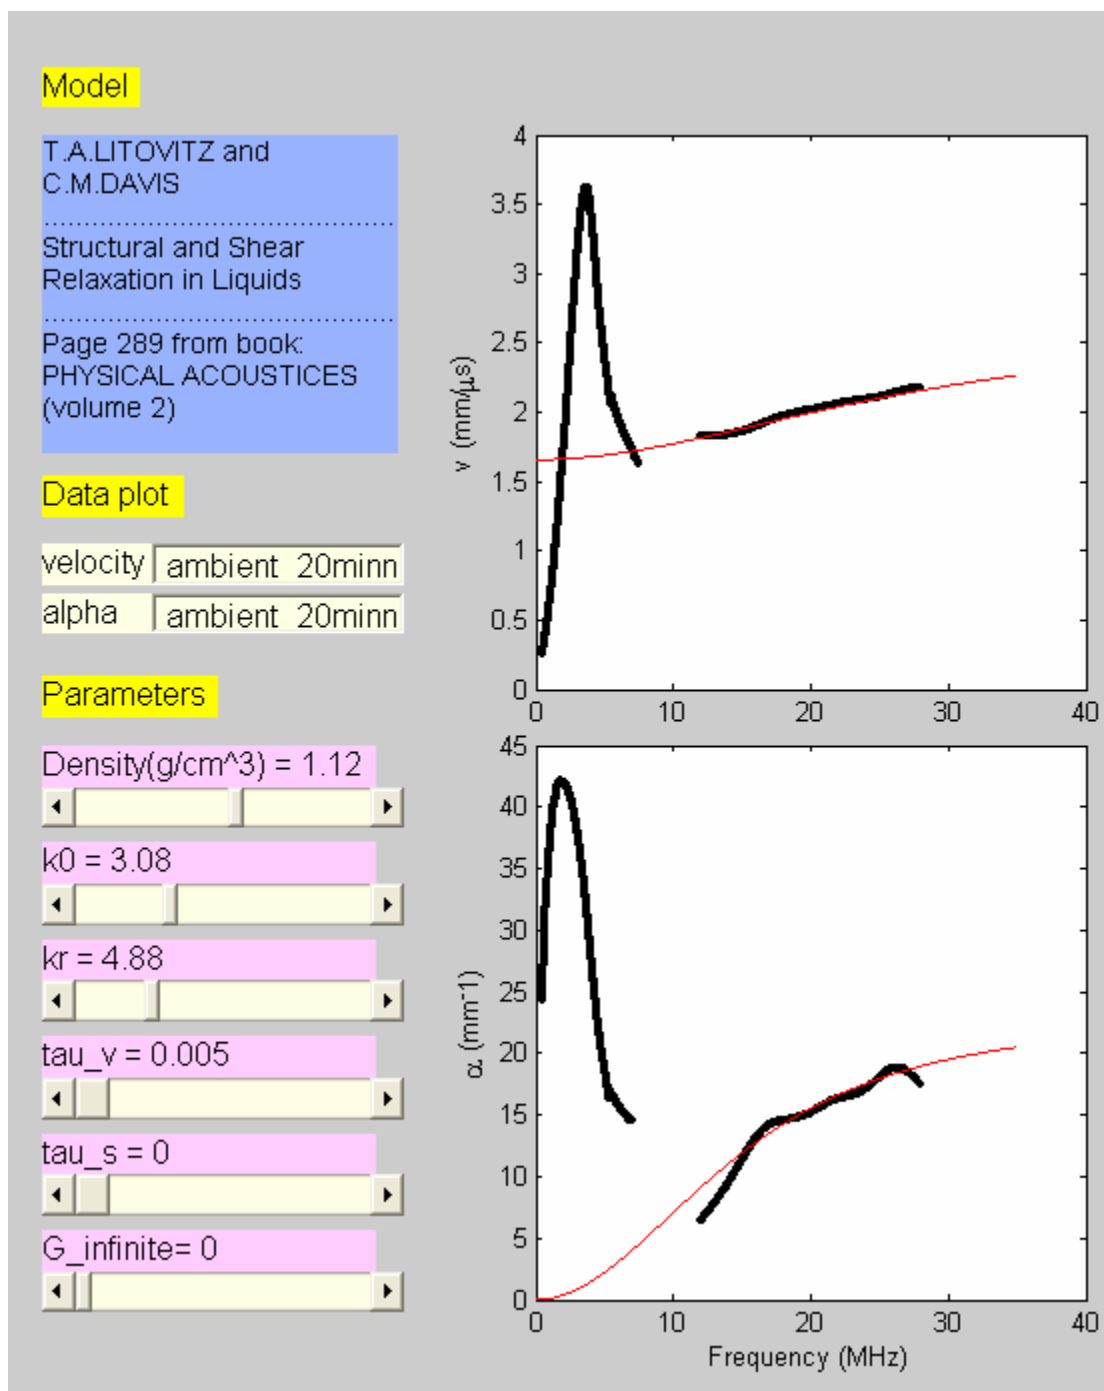 Model
T.A.LITOVITZ and
C.M.DAVIS
.......................................
Structural and Shear
Relaxation in Liquids
.......................................
Page 289 from book:
PHYSICAL ACOUSTICES
(volume 2)
Data plot
velocity ambient 20minn
alpha ambient 20minn
Parameters
Density(g/cm^3) = 1.12
k0 = 3.08
kr = 4.88
tau_v = 0.005
tau_s = 0
G_infinite= 0
4
3.5
3
2.5
2
1.5
1
0.5
0
v (mm/μs)
0 10 20 30 40
45
40
35
30
25
20
15
10
5
0
α (mm-1)
0 10 20 30 40
Frequency (MHz)